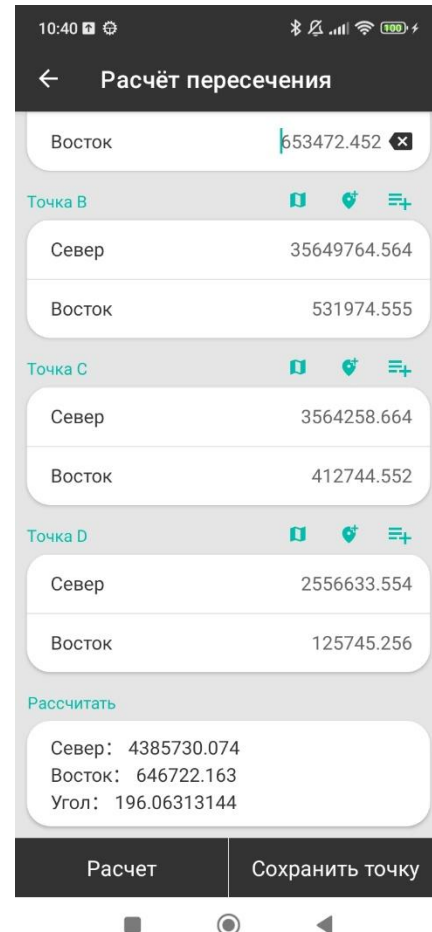 10:40
100
Расчёт пересечения
Восток 653472.452
Точка B
Север 35649764.564
Восток 531974.555
Точка C
Север 3564258.664
Восток 412744.552
Точка D
Север 2556633.554
Восток 125745.256
Рассчитать
Север: 4385730.074
Восток: 646722.163
Угол: 196.06313144
Расчет Сохранить точку